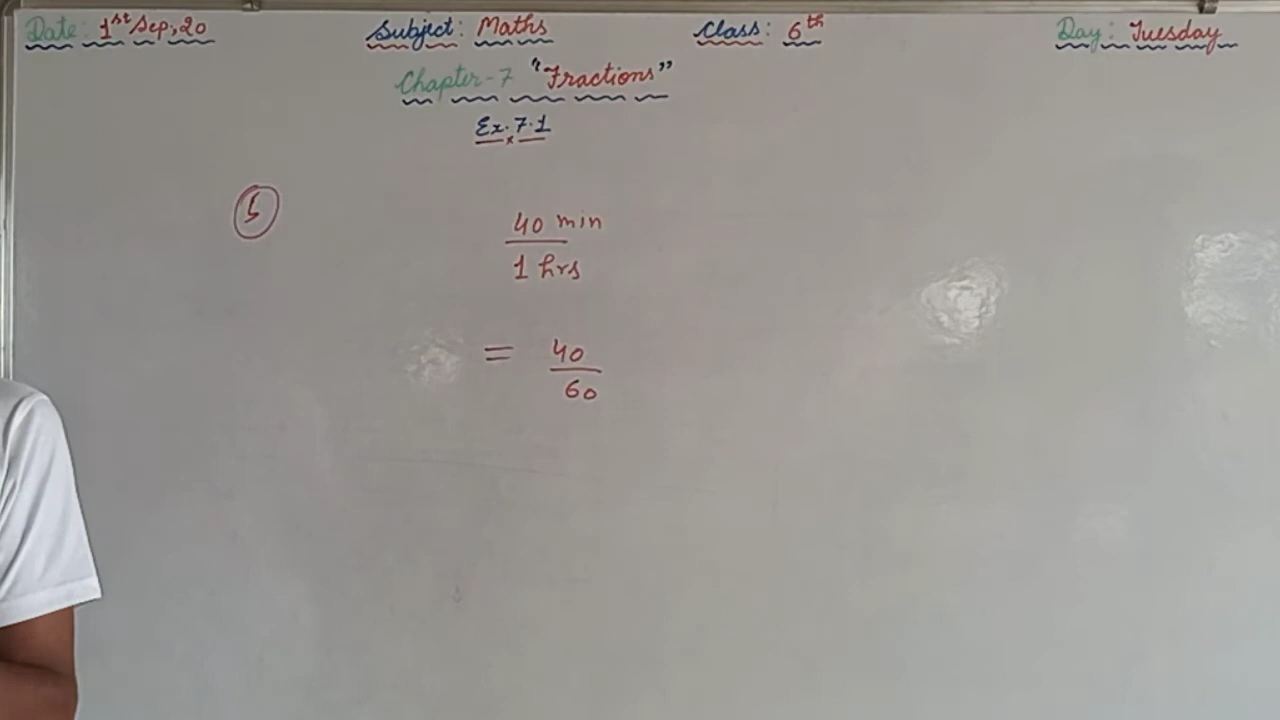 Date: 1st Sep, 20 Subject: Maths Class: 6th Day: Tuesday
Chapter-7 "Fractions"
Ex. 7.1
5
40 min
1 hrs
= 40
60